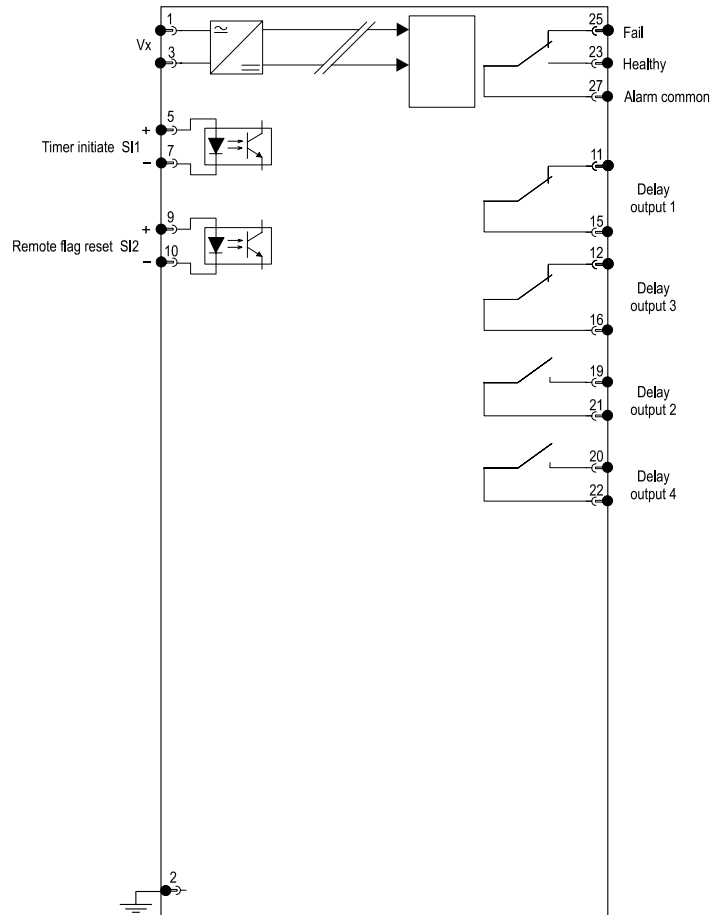 1
Vx
3
5
+
Timer initiate SI1
7
−
9
+
Remote flag reset SI2
10
−
2
25
Fail
23
Healthy
27
Alarm common
11
Delay
output 1
15
12
Delay
output 3
16
19
Delay
output 2
21
20
Delay
output 4
22